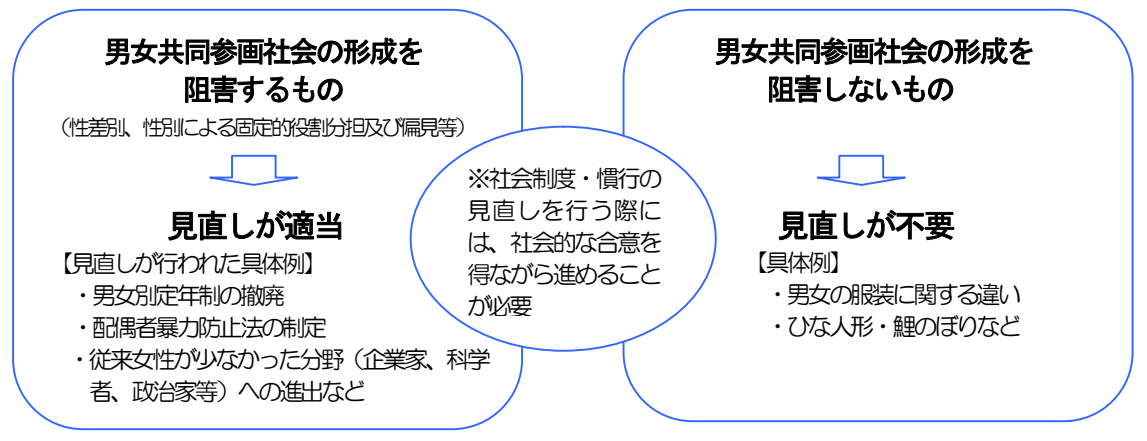 男女共同参画社会の形成を
阻害するもの
（性差別、性別による固定的役割分担及び偏見等）
見直しが適当
【見直しが行われた具体例】
・男女別定年制の撤廃
・配偶者暴力防止法の制定
・従来女性が少なかった分野（企業家、科学
者、政治家等）への進出など
※社会制度・慣行の
見直しを行う際に
は、社会的な合意を
得ながら進めること
が必要
男女共同参画社会の形成を
阻害しないもの
見直しが不要
【具体例】
・男女の服装に関する違い
・ひな人形・鯉のぼりなど